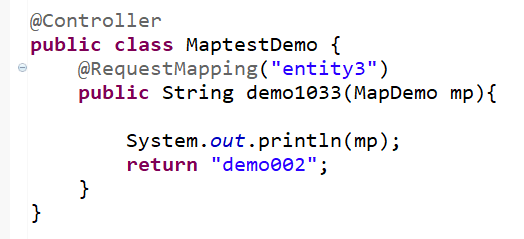 @Controller
public class MaptestDemo {
@RequestMapping("entity3")
public String demo1033(MapDemo mp){
System.out.println(mp);
return "demo002";
}
}